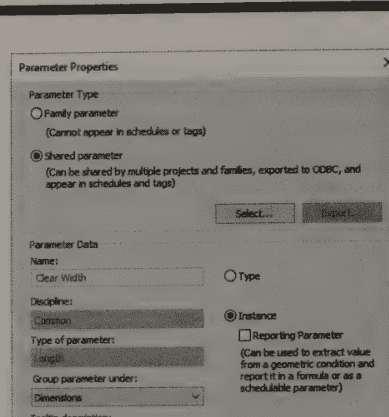 Parameter Properties
Parameter Type
Family parameter
(Cannot appear in schedules or tags)
Shared parameter
(Can be shared by multiple projects and families, exported to ODBC, and
appear in schedules and tags)
Select... Export...
Parameter Data
Name:
Clear Width
Type
Discipline:
Common
Instance
Reporting Parameter
Type of parameter:
Length
(Can be used to extract value
from a geometric condition and
report it in a formula or as a
schedulable parameter)
Group parameter under:
Dimensions